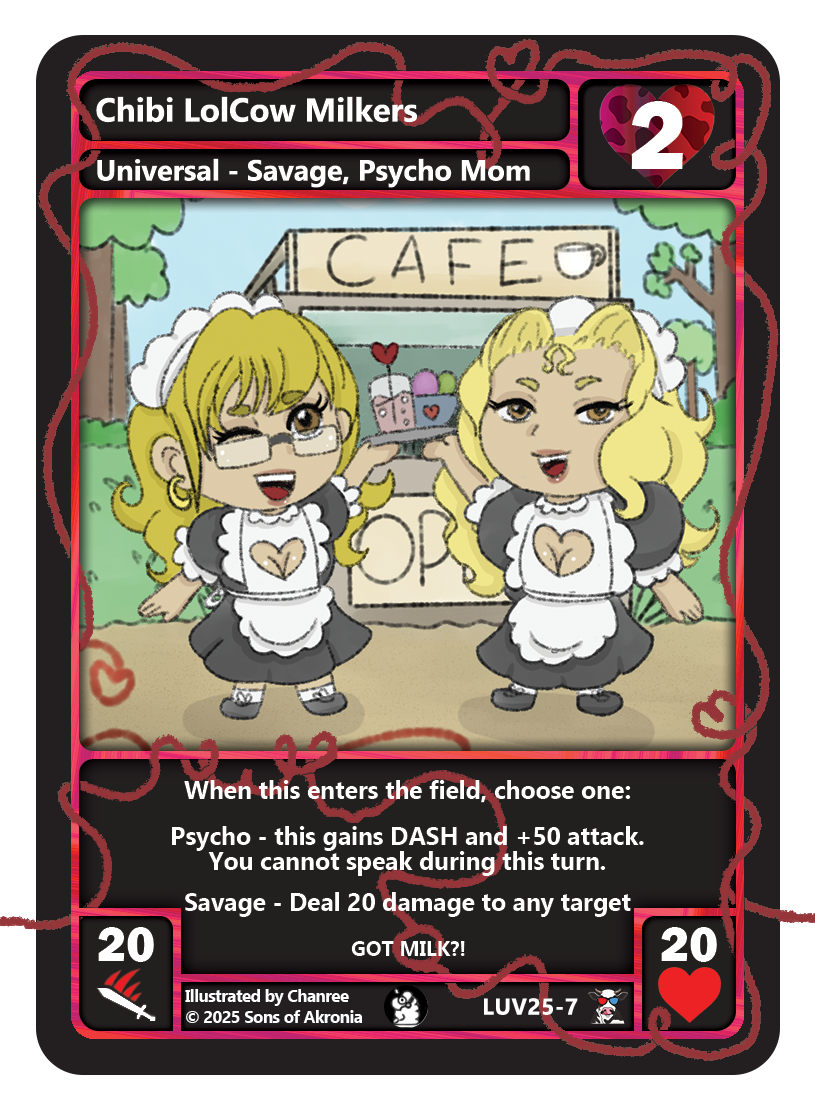 Chibi LolCow Milkers
2
Universal - Savage, Psycho Mom
CAFE
OP
When this enters the field, choose one:
Psycho - this gains DASH and +50 attack.
You cannot speak during this turn.
Savage - Deal 20 damage to any target
20
GOT MILK?!
20
Illustrated by Chanree
© 2025 Sons of Akronia
LUV25-7